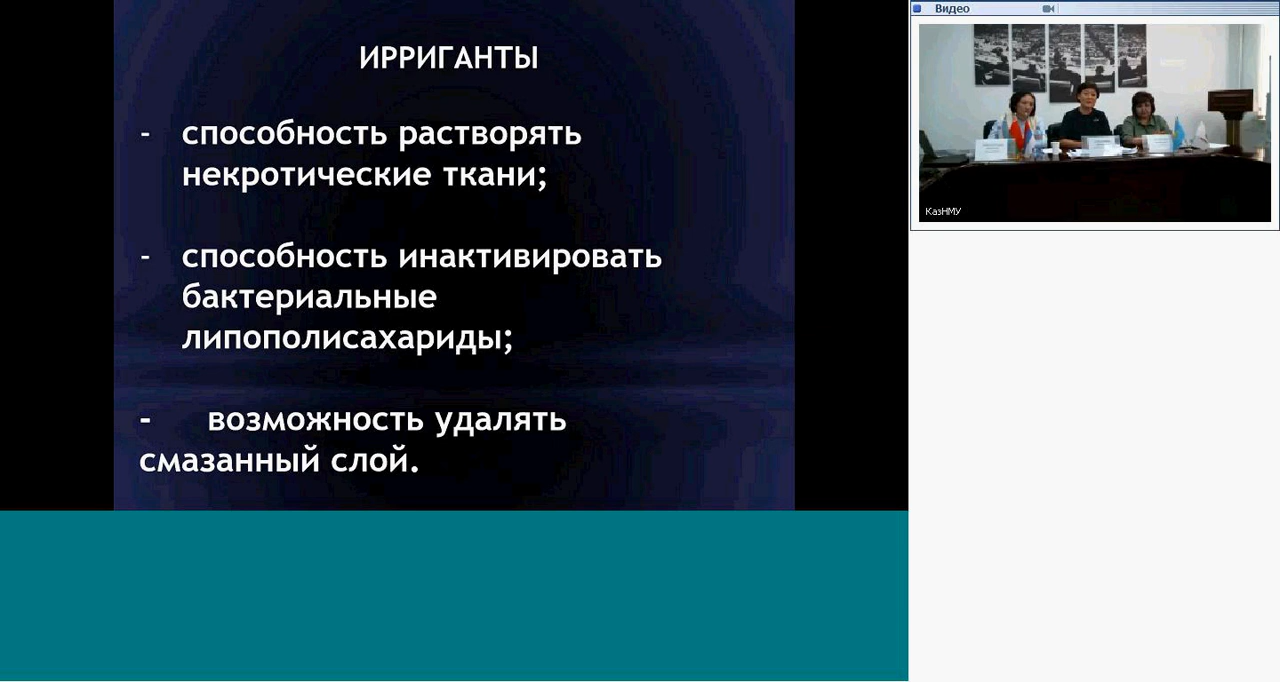 ИРРИГАНТЫ
- способность растворять
некротические ткани;
- способность инактивировать
бактериальные
липополисахариды;
- возможность удалять
смазанный слой.
Видео
КазНМУ